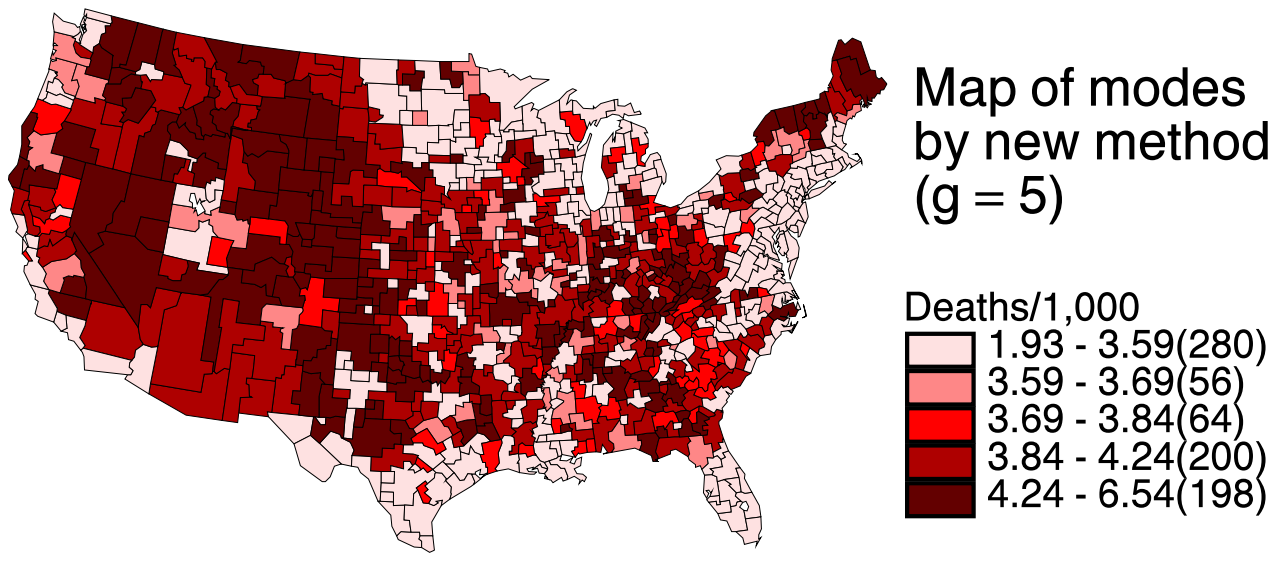 Map of modes
by new method
(g = 5)
Deaths/1,000
1.93 - 3.59(280)
3.59 - 3.69(56)
3.69 - 3.84(64)
3.84 - 4.24(200)
4.24 - 6.54(198)